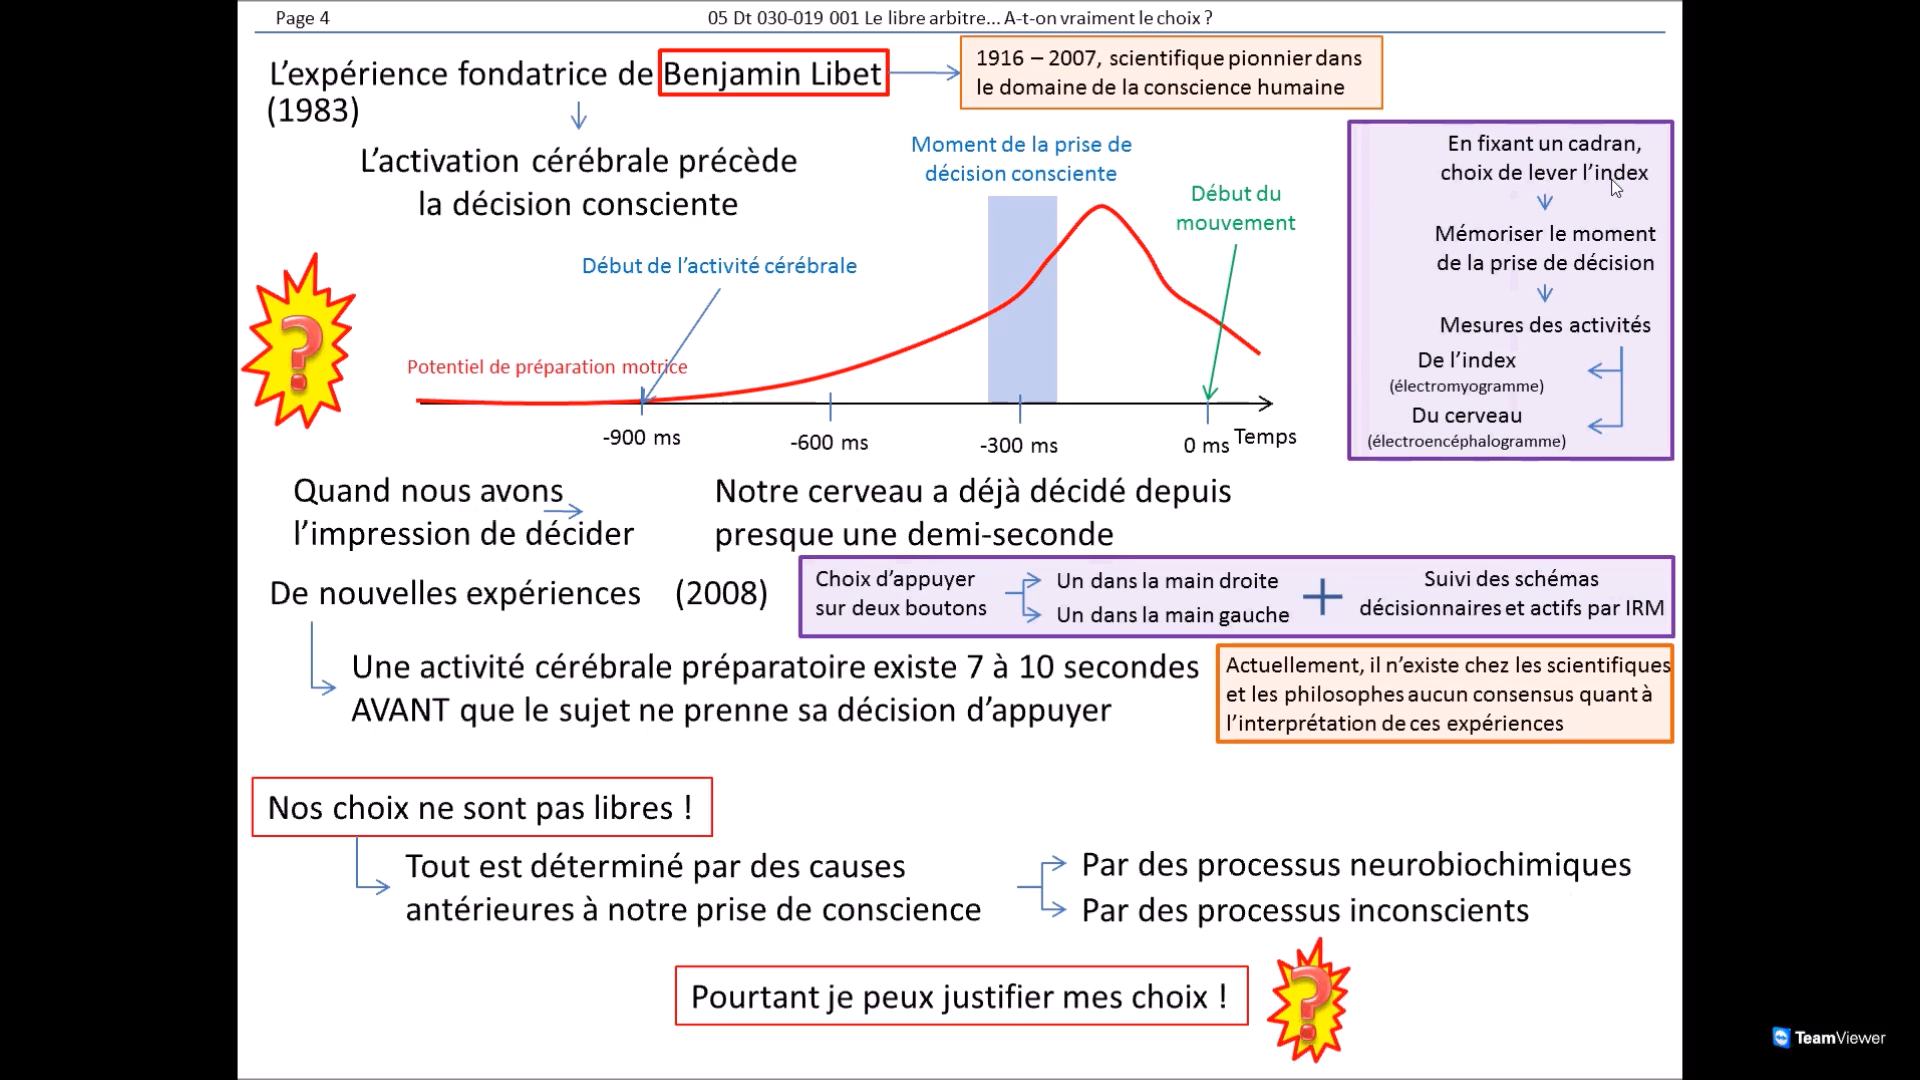 Page 4
05 Dt 030-019 001 Le libre arbitre... A-t-on vraiment le choix ?
L’expérience fondatrice de Benjamin Libet
(1983)
1916 – 2007, scientifique pionnier dans
le domaine de la conscience humaine
L’activation cérébrale précède
la décision consciente
Moment de la prise de
décision consciente
Début du
mouvement
Début de l’activité cérébrale
Potentiel de préparation motrice
-900 ms
-600 ms
-300 ms
0 ms
Temps
En fixant un cadran,
choix de lever l’index
Mémoriser le moment
de la prise de décision
Mesures des activités
De l’index
(électromyogramme)
Du cerveau
(électroencéphalogramme)
Quand nous avons
l’impression de décider
Notre cerveau a déjà décidé depuis
presque une demi-seconde
De nouvelles expériences (2008)
Choix d’appuyer
sur deux boutons
Un dans la main droite
Un dans la main gauche
+
Suivi des schémas
décisionnaires et actifs par IRM
Une activité cérébrale préparatoire existe 7 à 10 secondes
AVANT que le sujet ne prenne sa décision d’appuyer
Actuellement, il n’existe chez les scientifiques
et les philosophes aucun consensus quant à
l’interprétation de ces expériences
Nos choix ne sont pas libres !
Tout est déterminé par des causes
antérieures à notre prise de conscience
Par des processus neurobiochimiques
Par des processus inconscients
Pourtant je peux justifier mes choix !
?
?
TeamViewer